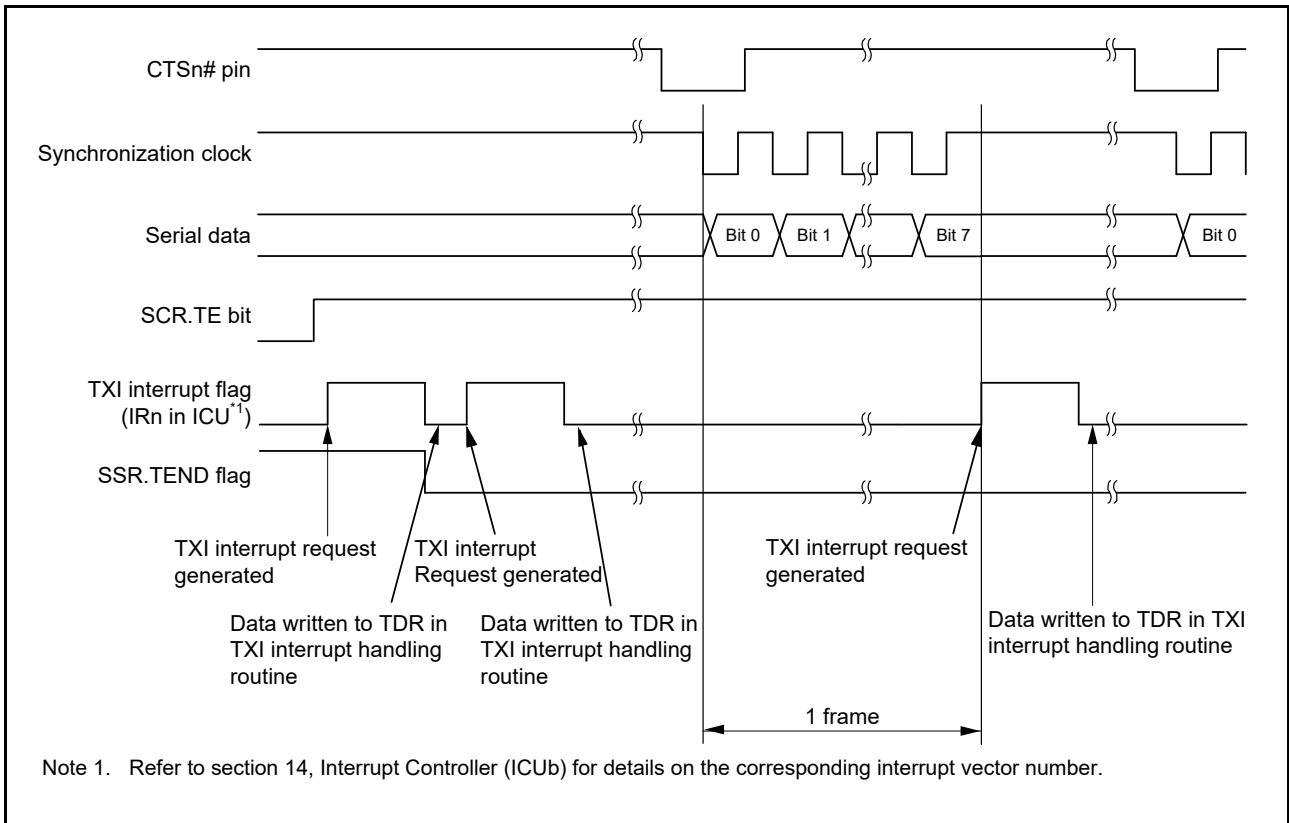 CTSn# pin
Synchronization clock
Serial data
Bit 0
Bit 1
Bit 7
Bit 0
SCR.TE bit
TXI interrupt flag
(IRn in ICU*1)
SSR.TEND flag
TXI interrupt request
generated
TXI interrupt
Request generated
TXI interrupt request
generated
Data written to TDR in
TXI interrupt handling
routine
Data written to TDR in
TXI interrupt handling
routine
Data written to TDR in TXI
interrupt handling routine
1 frame
Note 1. Refer to section 14, Interrupt Controller (ICUb) for details on the corresponding interrupt vector number.